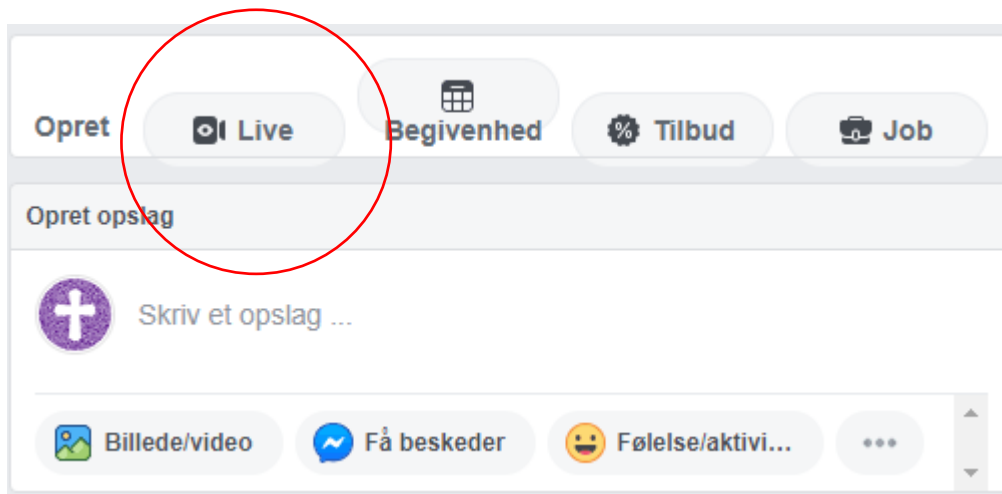 Opret Live Begivenhed Tilbud Job
Opret opslag
Skriv et opslag ...
Billede/video Få beskeder Følelse/aktivi...